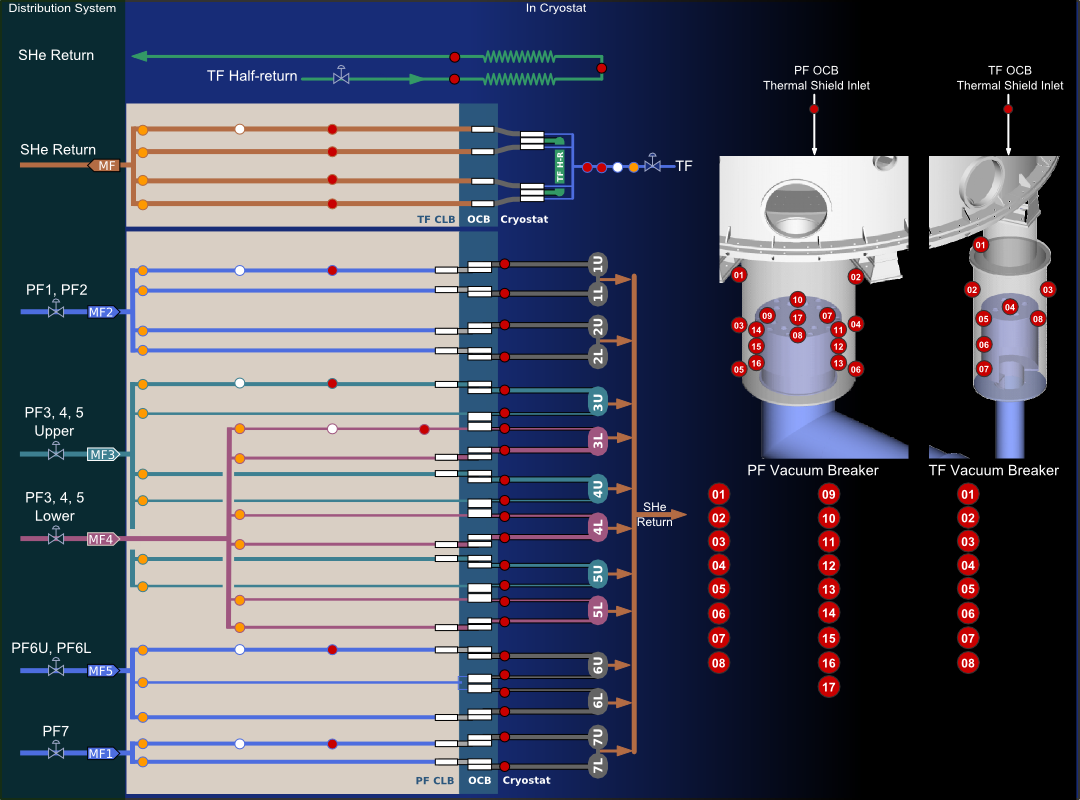 Distribution System
In Cryostat
SHe Return
TF Half-return
SHe Return
MF
TF H-R
TF
TF CLB
OCB
Cryostat
PF1, PF2
MF2
1U
1L
2U
2L
PF3, 4, 5
Upper
MF3
3U
3L
4U
PF3, 4, 5
Lower
MF4
4L
5U
5L
SHe
Return
PF6U, PF6L
MF5
6U
6L
PF7
MF1
7U
7L
PF CLB
OCB
Cryostat
PF OCB
Thermal Shield Inlet
01
02
10
09
17
07
03
14
08
11
04
15
12
16
13
05
06
TF OCB
Thermal Shield Inlet
01
02
03
04
05
08
06
07
PF Vacuum Breaker
01
02
03
04
05
06
07
08
09
10
11
12
13
14
15
16
17
TF Vacuum Breaker
01
02
03
04
05
06
07
08